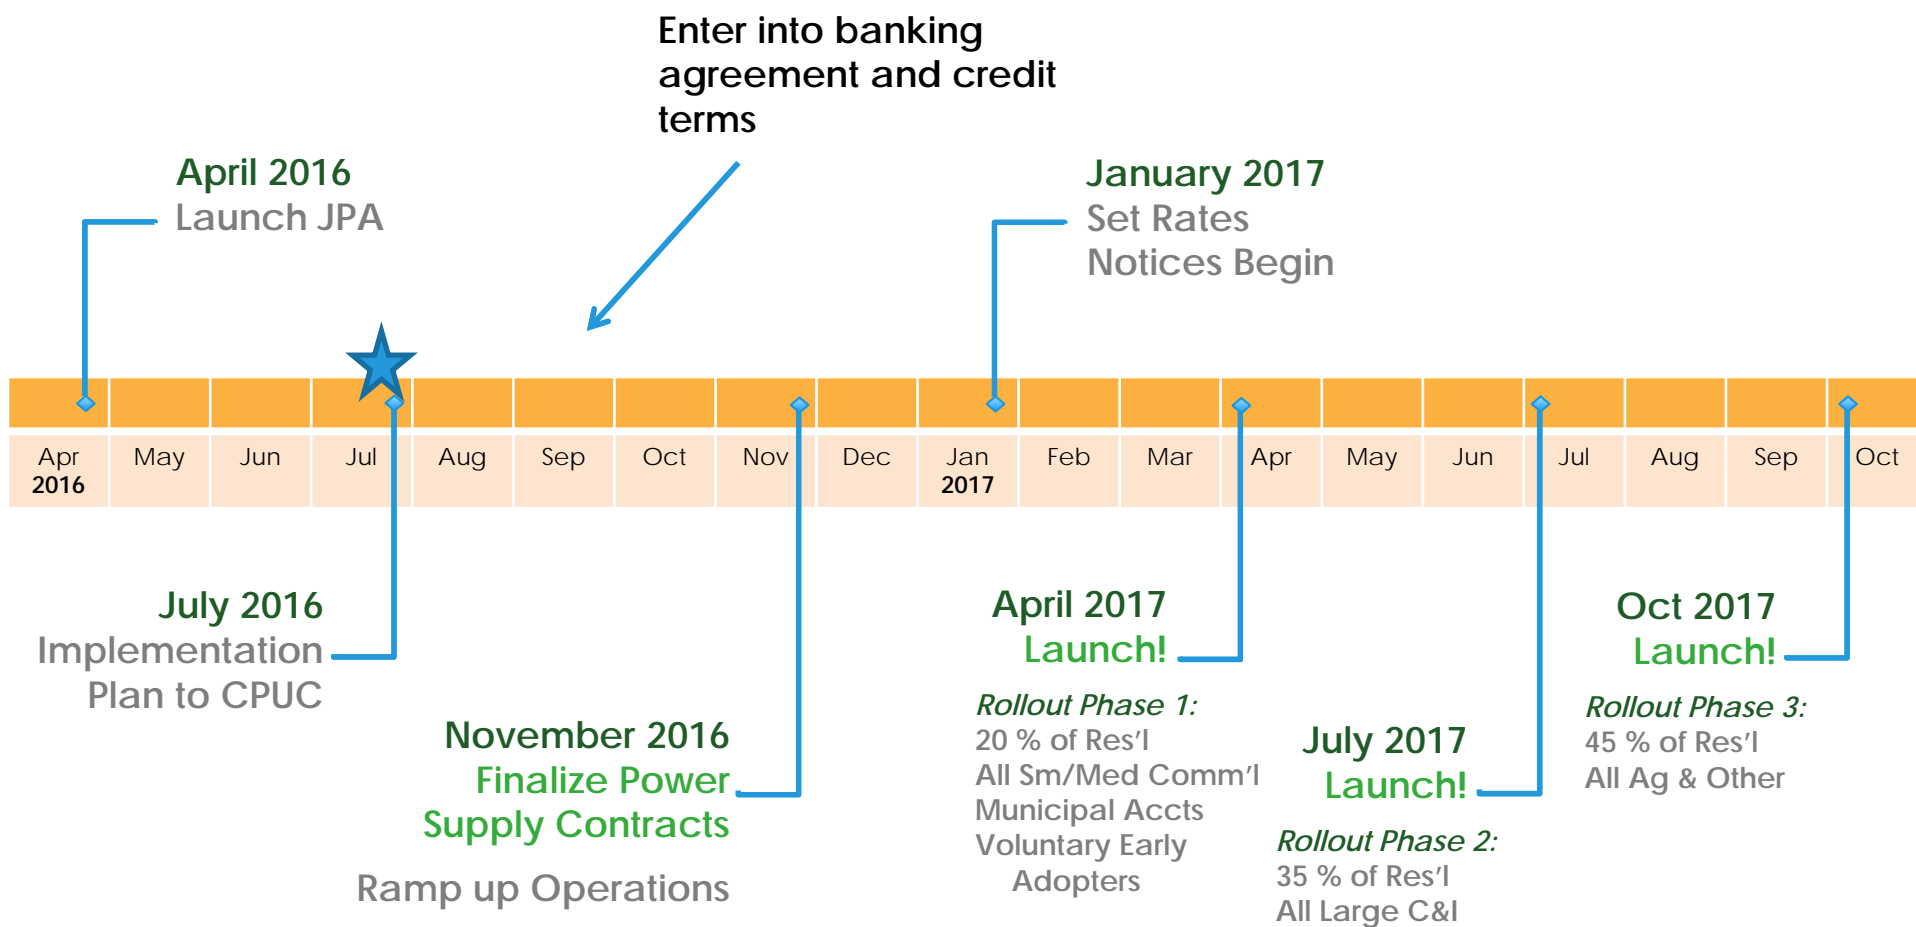 Enter into banking
agreement and credit
terms
April 2016
Launch JPA
January 2017
Set Rates
Notices Begin
Apr May Jun Jul Aug Sep Oct Nov Dec Jan Feb Mar Apr May Jun Jul Aug Sep Oct
2016 2017
July 2016
Implementation
Plan to CPUC
November 2016
Finalize Power
Supply Contracts
Ramp up Operations
April 2017
Launch!
Rollout Phase 1:
20 % of Res'l
All Sm/Med Comm'l
Municipal Accts
Voluntary Early
Adopters
July 2017
Launch!
Rollout Phase 2:
35 % of Res'l
All Large C&I
Oct 2017
Launch!
Rollout Phase 3:
45 % of Res'l
All Ag & Other